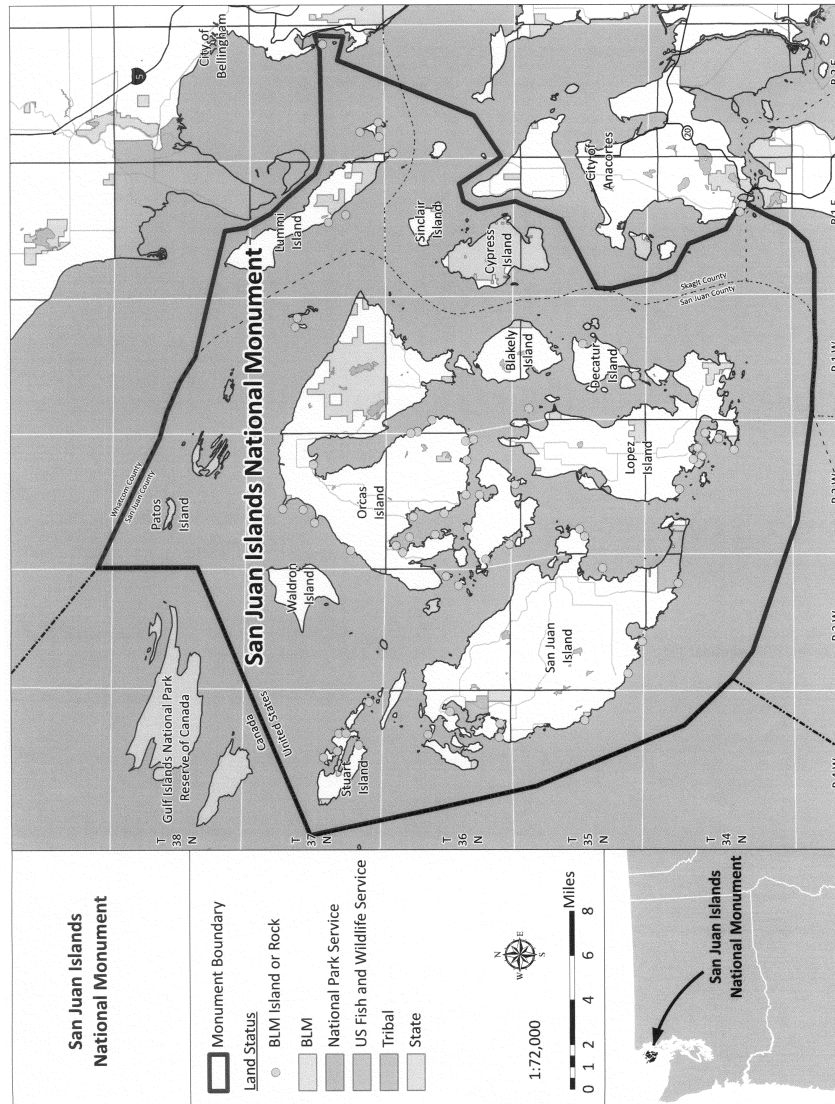 San Juan Islands
National Monument
Monument Boundary
Land Status
BLM Island or Rock
BLM
National Park Service
US Fish and Wildlife Service
Tribal
State
N
W
E
S
1:72,000
0 1 2 4 6 8
Miles
San Juan Islands
National Monument
San Juan Islands National Monument
5
City of
Bellingham
Lummi
Island
Sinclair
Island
Cypress
Island
City of
Anacortes
20
Skagit County
San Juan County
Whatcom County
San Juan County
Patos
Island
Orcas
Island
Blakely
Island
Decatur
Island
Lopez
Island
Waldron
Island
San Juan
Island
Stuart
Island
Gulf Islands National Park
Reserve of Canada
Canada
United States
T
38
N
T
37
N
T
36
N
T
35
N
T
34
N